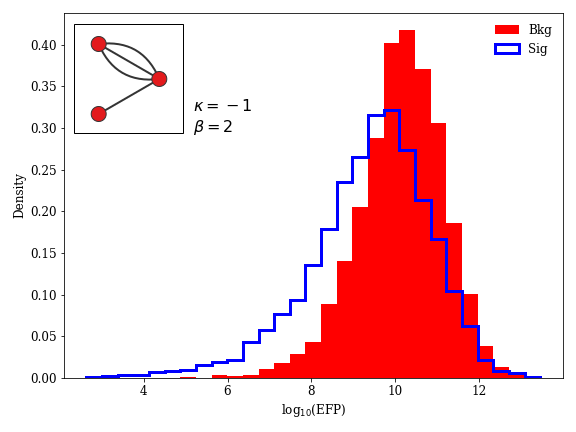 Bkg
Sig
κ = −1
β = 2
0.40
0.35
0.30
0.25
0.20
0.15
0.10
0.05
0.00
Density
4 6 8 10 12
log₁₀(EFP)